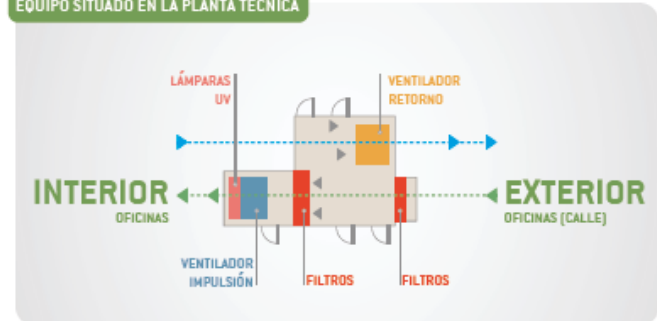 EQUIPO SITUADO EN LA PLANTA TÉCNICA
LÁMPARAS
UV
VENTILADOR
RETORNO
INTERIOR
OFICINAS
EXTERIOR
OFICINAS (CALLE)
VENTILADOR
IMPULSIÓN
FILTROS
FILTROS